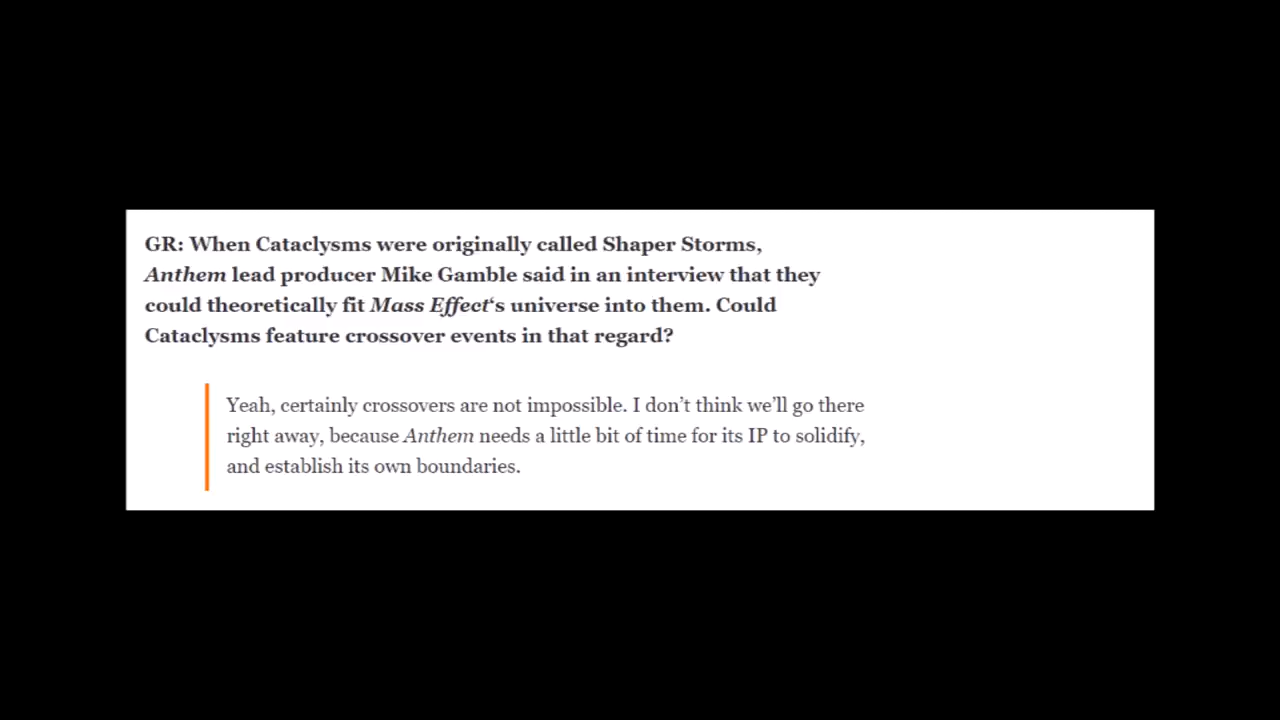 GR: When Cataclysms were originally called Shaper Storms,
Anthem lead producer Mike Gamble said in an interview that they
could theoretically fit Mass Effect‘s universe into them. Could
Cataclysms feature crossover events in that regard?
Yeah, certainly crossovers are not impossible. I don’t think we’ll go there
right away, because Anthem needs a little bit of time for its IP to solidify,
and establish its own boundaries.